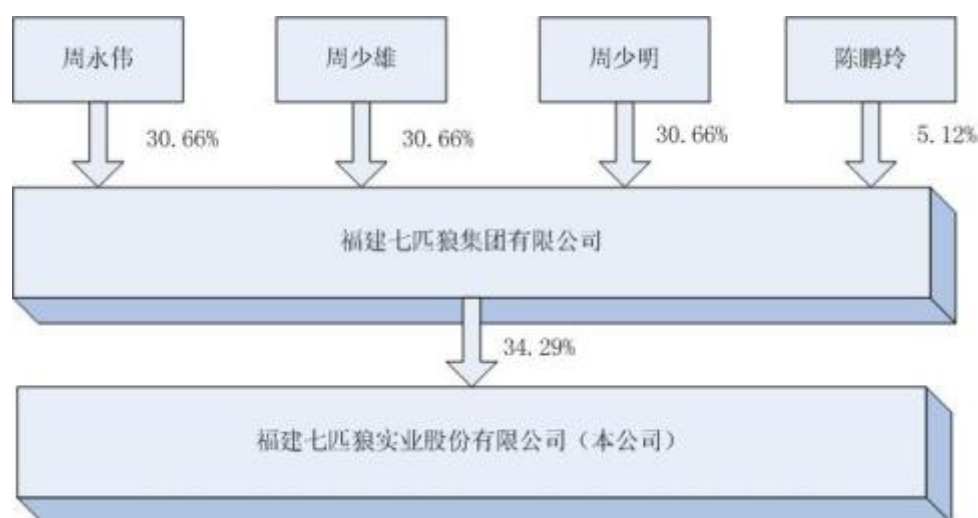 周永伟
周少雄
周少明
陈鹏玲
30.66%
30.66%
30.66%
5.12%
福建七匹狼集团有限公司
34.29%
福建七匹狼实业股份有限公司（本公司）